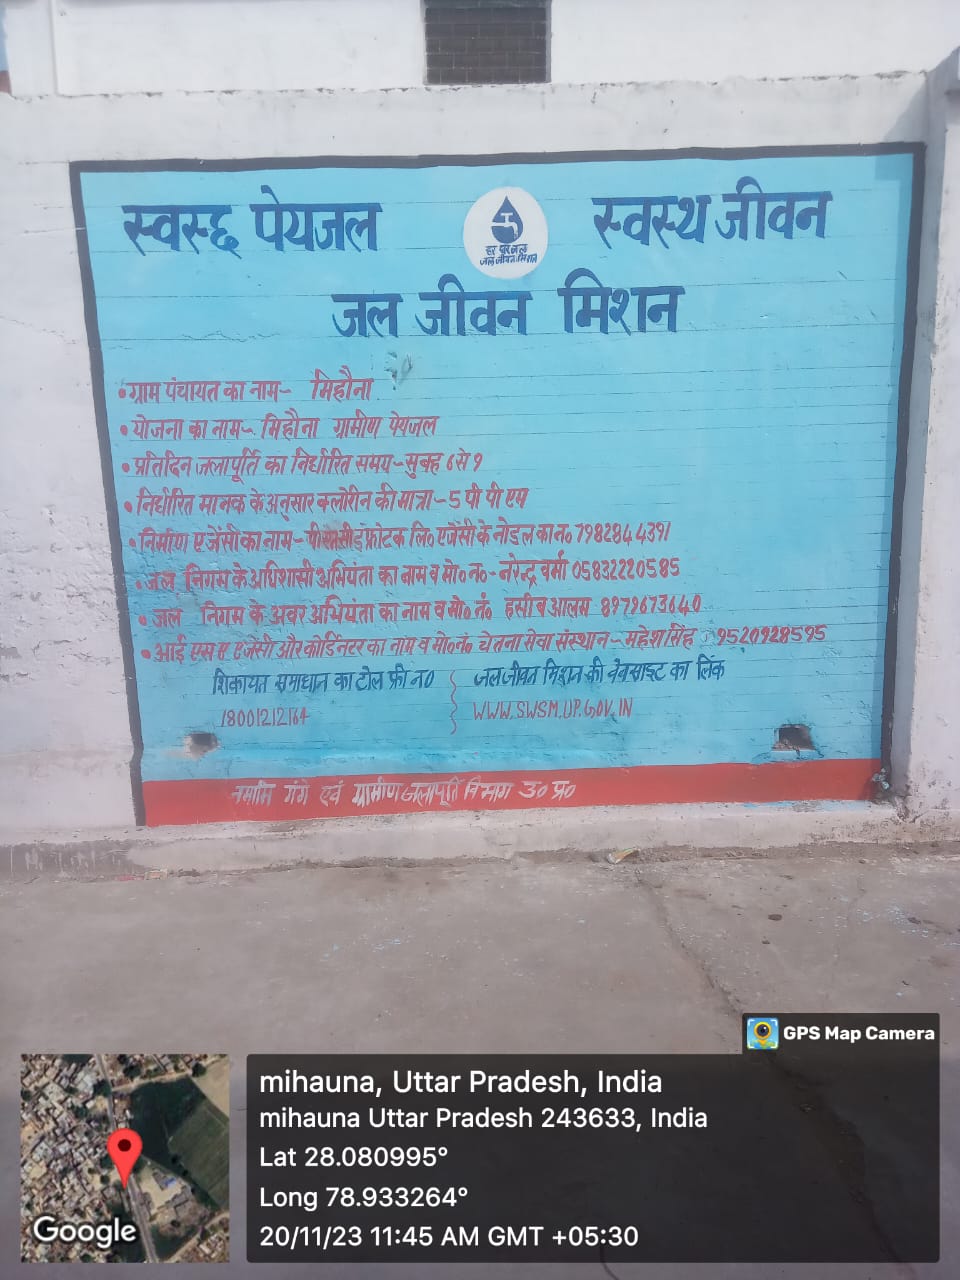 स्वस्छ पेयजल
हर घर जल
जल जीवन मिशन
स्वस्थ जीवन
जल जीवन मिशन
•ग्राम पंचायत का नाम- मिहौना
•योजना का नाम- मिहौना ग्रामीण पेयजल
•प्रतिदिन जलापूर्ति का निर्धारित समय-सुबह 6 से 9
•निर्धारित मानक के अनुसार क्लोरीन की मात्रा-5 पी पी एम
•निर्माण एजेंसी का नाम- लि० एजेंसी के नोडल का न० 7982844391
•जल निगम के अधिशासी अभियंता का नाम व मो० न०-नरेन्द्र वर्मा 05832220585
•जल निगम के अवर अभियंता का नाम व मो० नं० हसीब आलम 8979673640
•आई एस ए एजेंसी और कोर्डिनटर का नाम व मो०नं० चेतना सेवा संस्थान-महेश सिंह 9520928595
शिकायत समाधान का टोल फ्री न०
18001212164
जल जीवन मिशन की वेबसाइट का लिंक
WWW.SWSM.UP.GOV.IN
नमामि गंगे एवं ग्रामीण जलापूर्ति विभाग उ० प्र०
GPS Map Camera
mihauna, Uttar Pradesh, India
mihauna Uttar Pradesh 243633, India
Lat 28.080995°
Long 78.933264°
20/11/23 11:45 AM GMT +05:30
Google